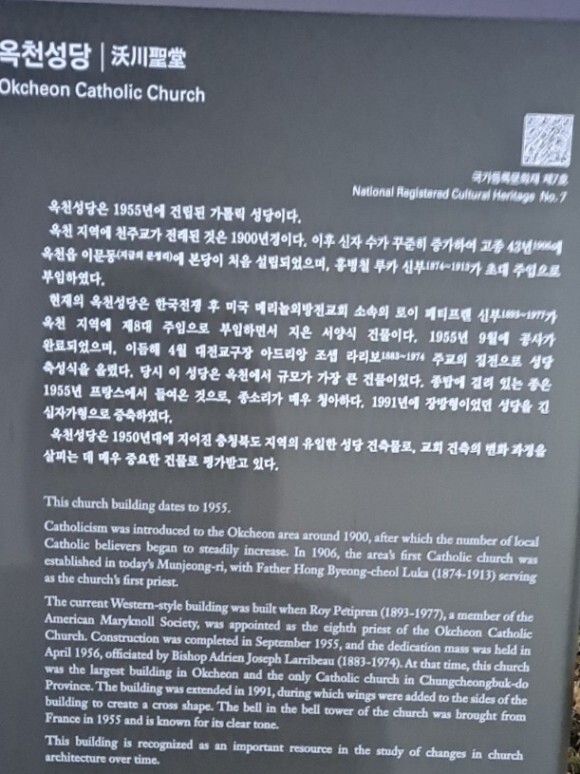 옥천성당 | 沃川聖堂
Okcheon Catholic Church
국가등록문화재 제7호
National Registered Cultural Heritage No.7
옥천성당은 1955년에 건립된 가톨릭 성당이다.
옥천 지역에 천주교가 전래된 것은 1900년경이다. 이후 신자 수가 꾸준히 증가하여 고종 43년1906에
옥천읍 이문동(지금의 문정리)에 본당이 처음 설립되었으며, 홍병철 루카 신부1874~1913가 초대 주임으로
부임하였다.
현재의 옥천성당은 한국전쟁 후 미국 메리놀외방전교회 소속의 로이 페티프렌 신부1893~1977가
옥천 지역에 제8대 주임으로 부임하면서 지은 서양식 건물이다. 1955년 9월에 공사가
완료되었으며, 이듬해 4월 대전교구장 아드리앙 조셉 라리보1883~1974 주교의 집전으로 성당
축성식을 올렸다. 당시 이 성당은 옥천에서 규모가 가장 큰 건물이었다. 종탑에 걸려 있는 종은
1955년 프랑스에서 들여온 것으로, 종소리가 매우 청아하다. 1991년에 장방형이었던 성당을 긴
십자가형으로 증축하였다.
옥천성당은 1950년대에 지어진 충청북도 지역의 유일한 성당 건축물로, 교회 건축의 변화 과정을
살피는 데 매우 중요한 건물로 평가받고 있다.
This church building dates to 1955.
Catholicism was introduced to the Okcheon area around 1900, after which the number of local
Catholic believers began to steadily increase. In 1906, the area's first Catholic church was
established in today's Munjeong-ri, with Father Hong Byeong-cheol Luka (1874-1913) serving
as the church's first priest.
The current Western-style building was built when Roy Petipren (1893-1977), a member of the
American Maryknoll Society, was appointed as the eighth priest of the Okcheon Catholic
Church. Construction was completed in September 1955, and the dedication mass was held in
April 1956, officiated by Bishop Adrien Joseph Larribeau (1883-1974). At that time, this church
was the largest building in Okcheon and the only Catholic church in Chungcheongbuk-do
Province. The building was extended in 1991, during which wings were added to the sides of the
building to create a cross shape. The bell in the bell tower of the church was brought from
France in 1955 and is known for its clear tone.
This building is recognized as an important resource in the study of changes in church
architecture over time.